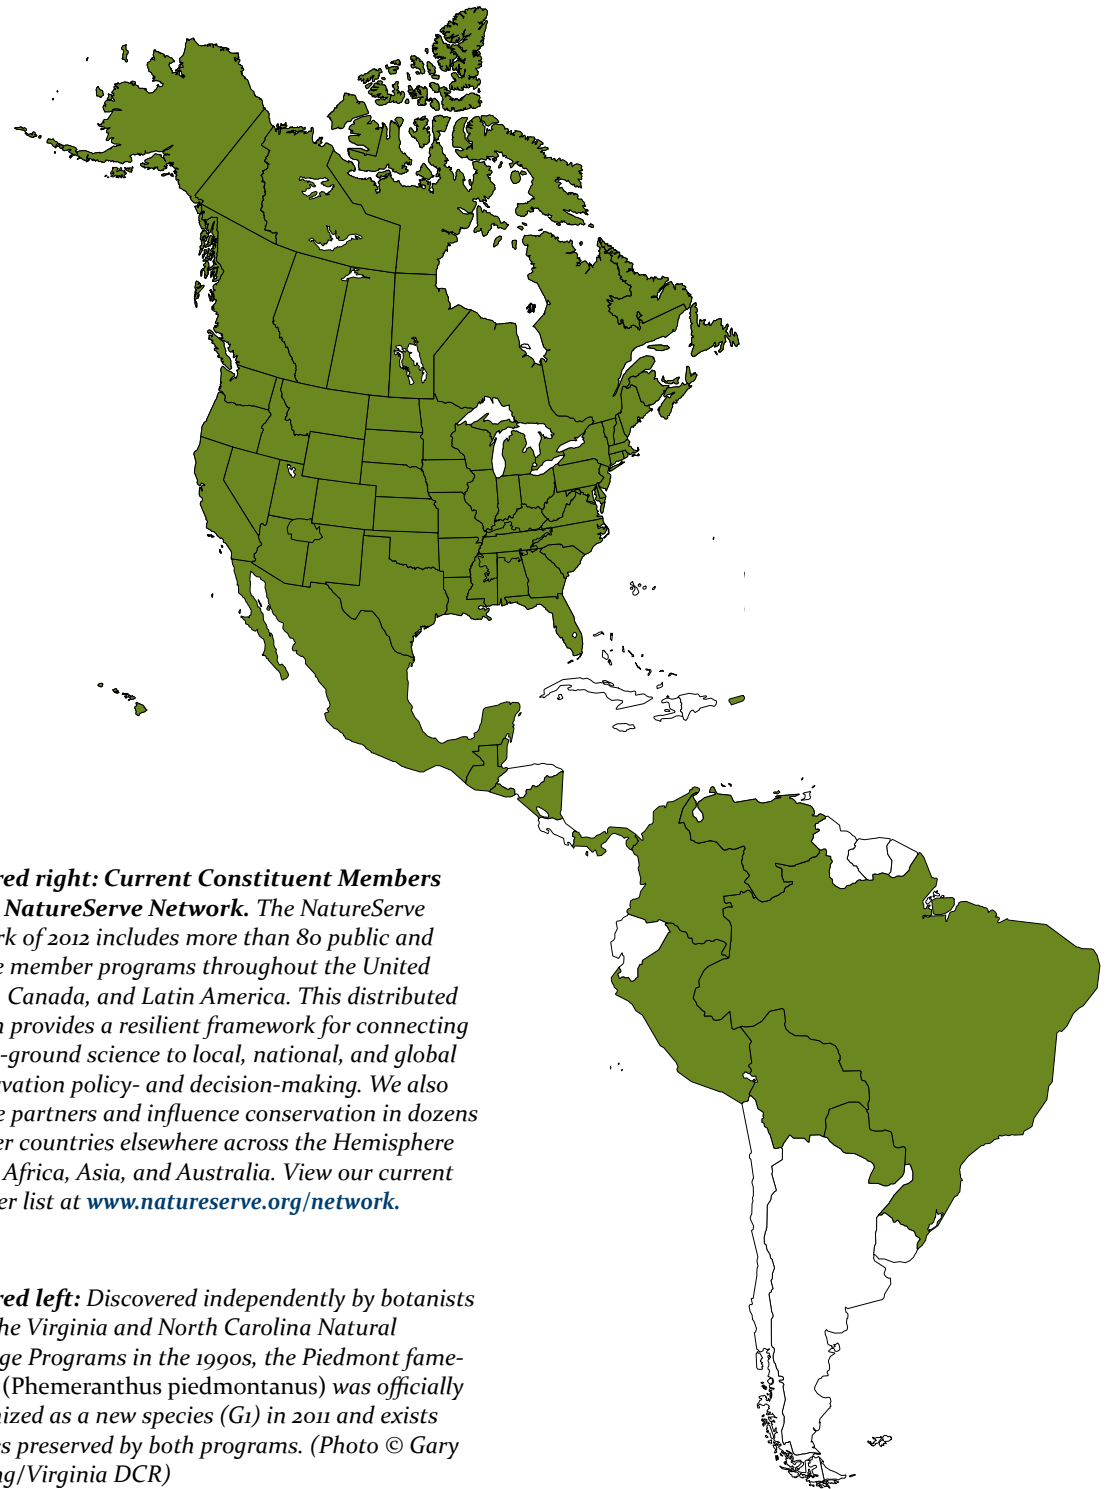 red right: Current Constituent Members
NatureServe Network. The NatureServe
rk of 2012 includes more than 80 public and
e member programs throughout the United
, Canada, and Latin America. This distributed
n provides a resilient framework for connecting
-ground science to local, national, and global
vation policy- and decision-making. We also
e partners and influence conservation in dozens
er countries elsewhere across the Hemisphere
Africa, Asia, and Australia. View our current
er list at www.natureserve.org/network.
red left: Discovered independently by botanists
he Virginia and North Carolina Natural
ge Programs in the 1990s, the Piedmont fame-
(Phemeranthus piedmontanus) was officially
nized as a new species (G1) in 2011 and exists
es preserved by both programs. (Photo © Gary
ng/Virginia DCR)